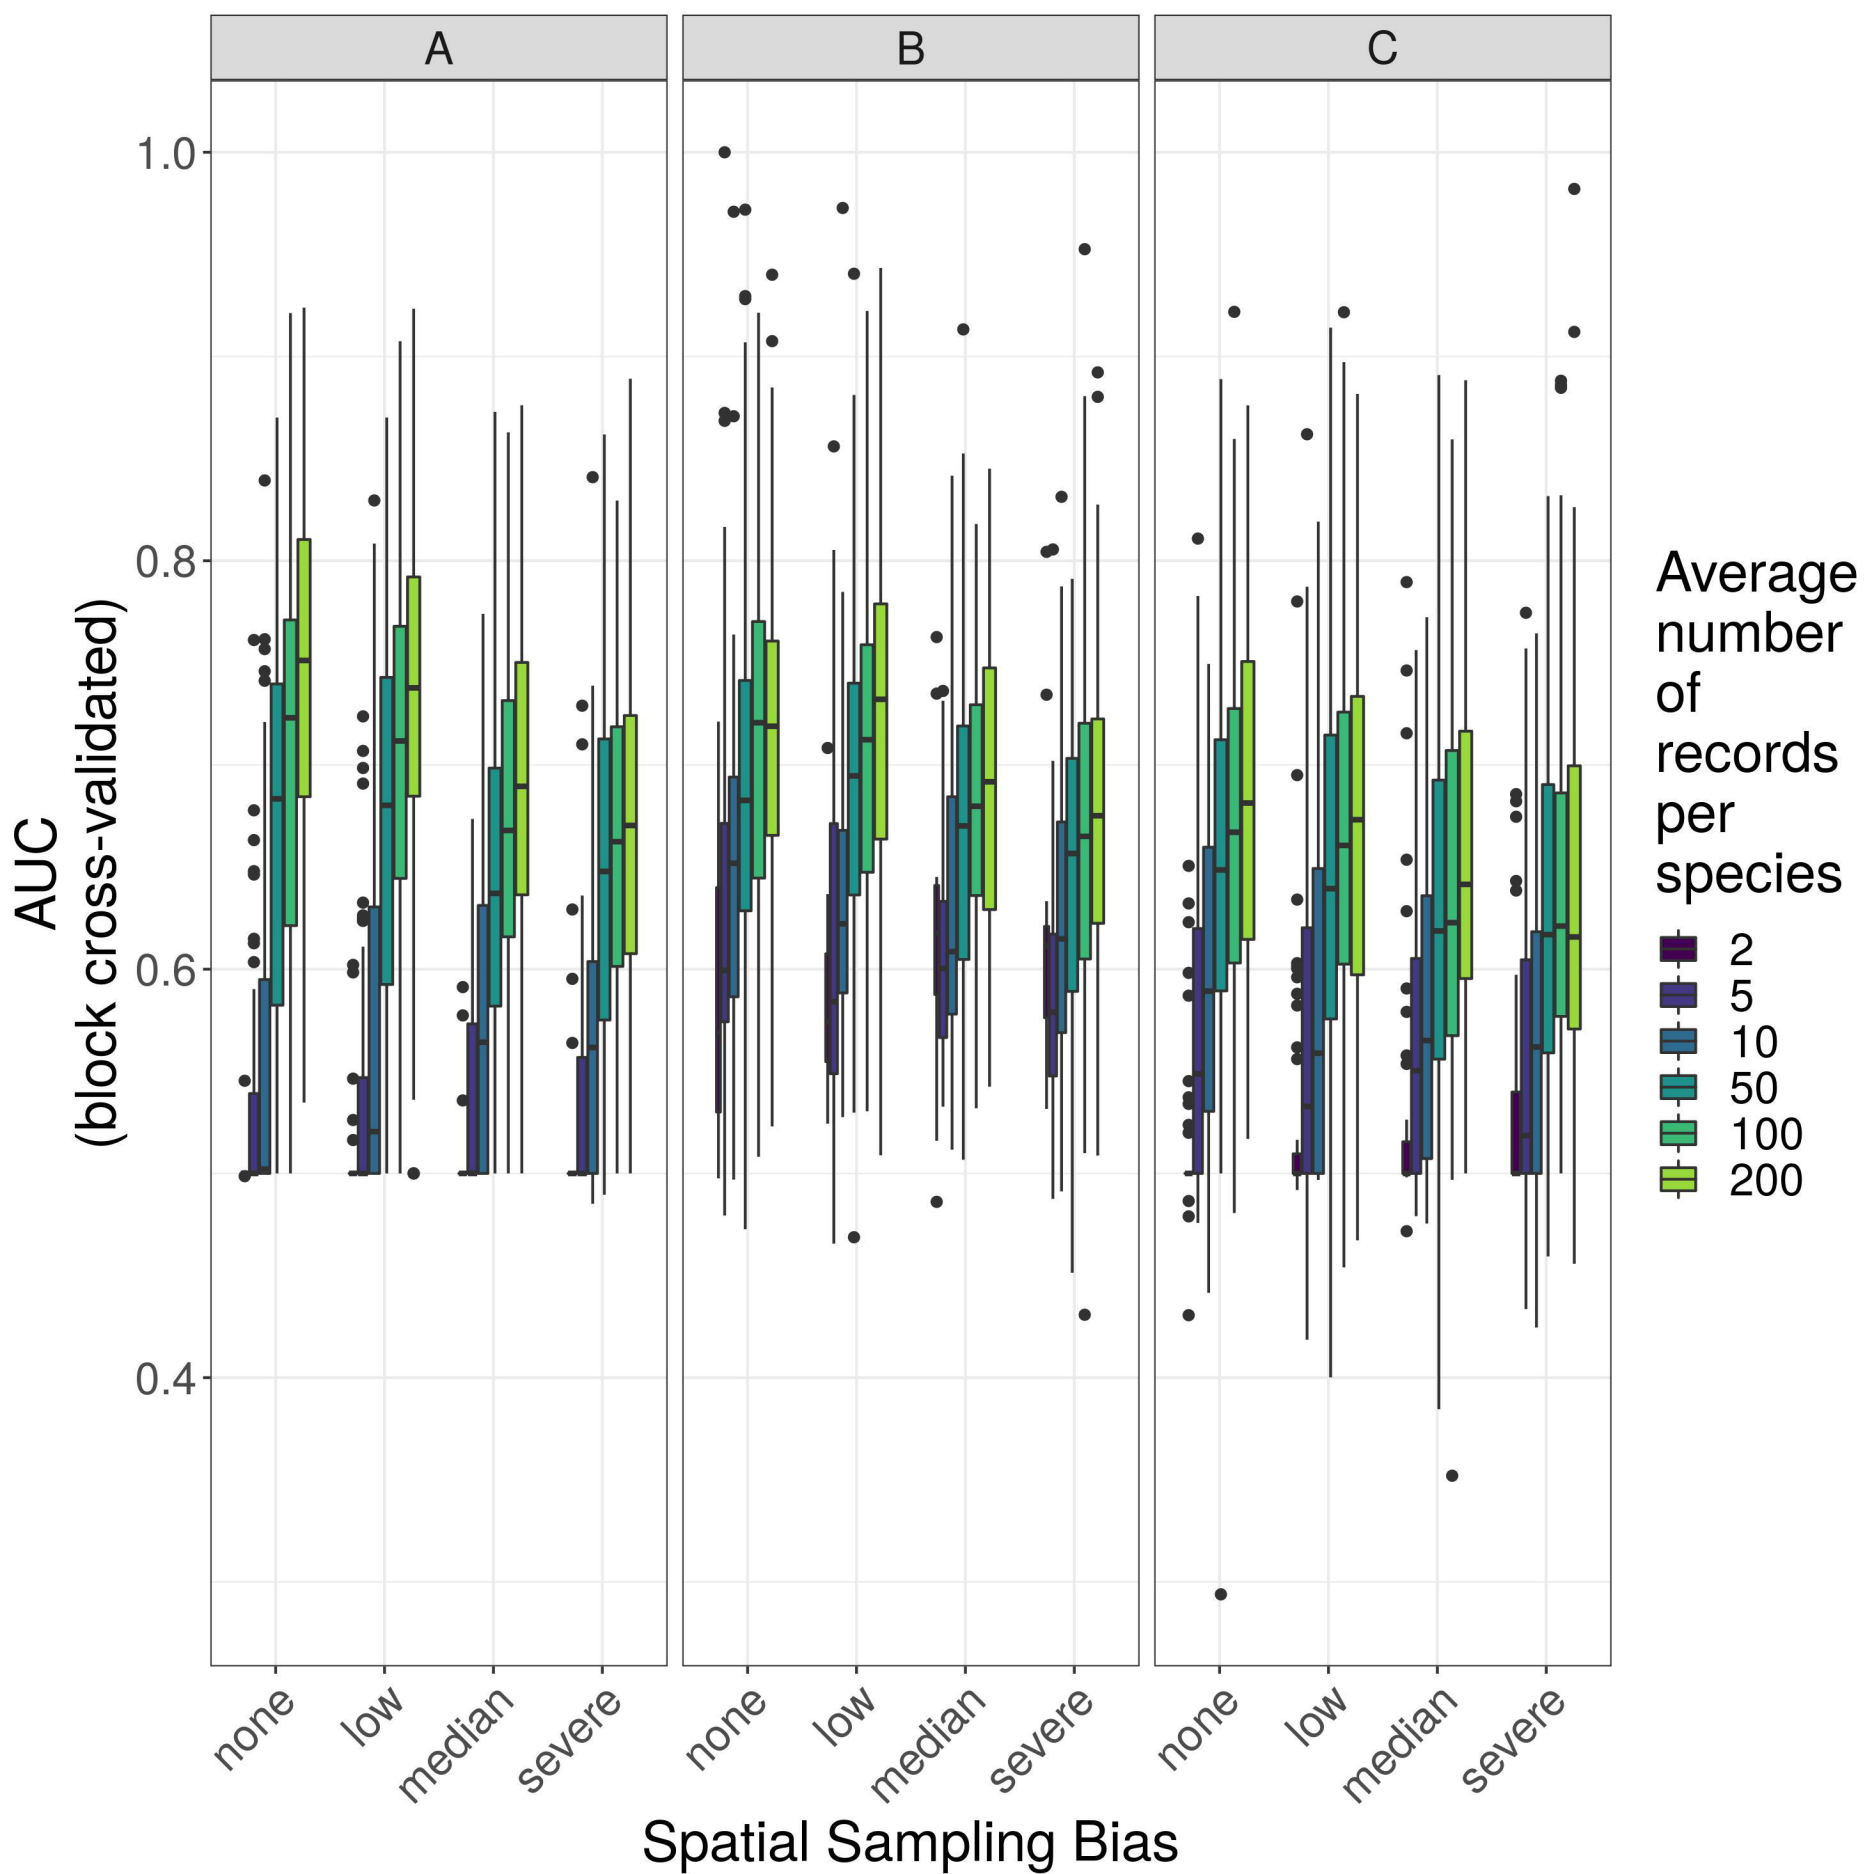 A
B
C
1.0
0.8
0.6
0.4
AUC
(block cross-validated)
none
low
median
severe
none
low
median
severe
none
low
median
severe
Spatial Sampling Bias
Average
number
of
records
per
species
2
5
10
50
100
200